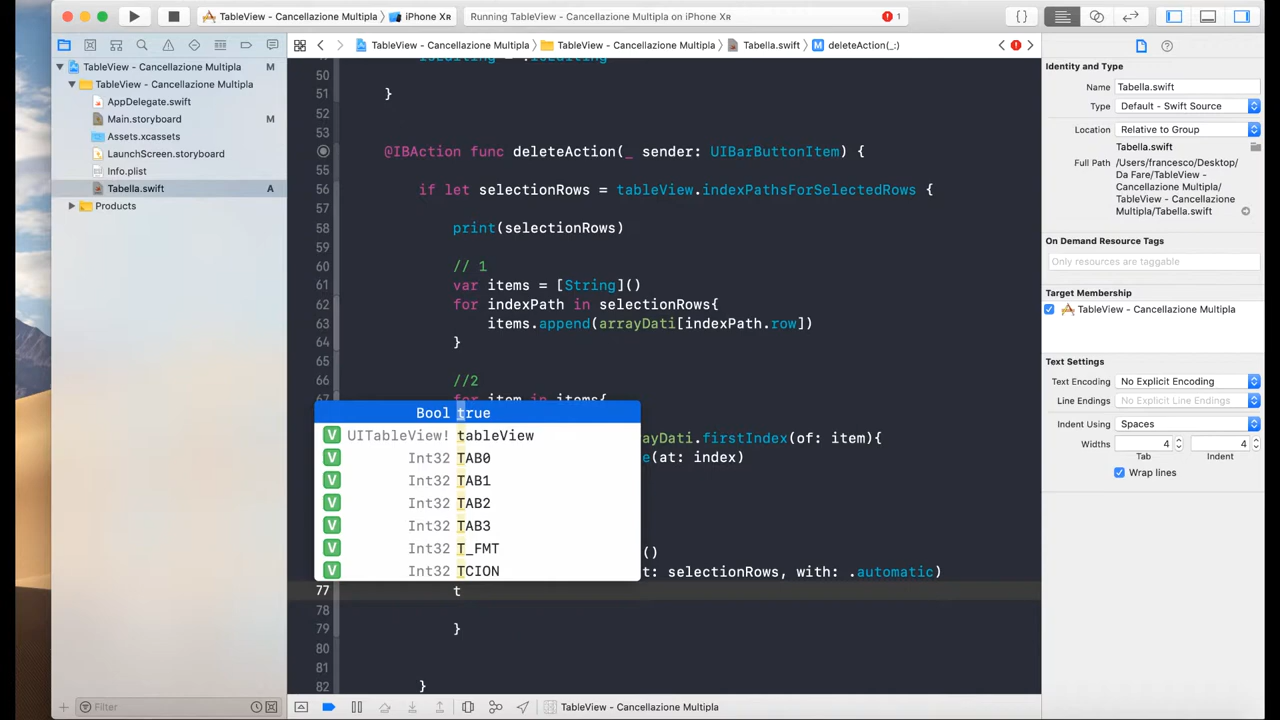 TableView - Cancellazione Multipla
iPhone XR
Running TableView - Cancellazione Multipla on iPhone XR
1
TableView - Cancellazione Multipla
TableView - Cancellazione Multipla
Tabella.swift
deleteAction(_:)
TableView - Cancellazione Multipla M
TableView - Cancellazione Multipla
AppDelegate.swift
Main.storyboard M
Assets.xcassets
LaunchScreen.storyboard
Info.plist
Tabella.swift A
Products
50
51 }
52
53
@IBAction func deleteAction(_ sender: UIBarButtonItem) {
55
56 if let selectionRows = tableView.indexPathsForSelectedRows {
57
58 print(selectionRows)
59
60 // 1
61 var items = [String]()
62 for indexPath in selectionRows{
63 items.append(arrayDati[indexPath.row])
64 }
65
66 //2
67 for item in items{
ayDati.firstIndex(of: item){
e(at: index)
()
t: selectionRows, with: .automatic)
77 t
78
79 }
80
81
82 }
Bool true
V UITableView! tableView
V Int32 TAB0
V Int32 TAB1
V Int32 TAB2
V Int32 TAB3
V Int32 T_FMT
V Int32 TCION
Identity and Type
Name Tabella.swift
Type Default - Swift Source
Location Relative to Group
Tabella.swift
Full Path /Users/francesco/Desktop/
Da Fare/TableView -
Cancellazione Multipla/
TableView - Cancellazione
Multipla/Tabella.swift
On Demand Resource Tags
Only resources are taggable
Target Membership
TableView - Cancellazione Multipla
Text Settings
Text Encoding No Explicit Encoding
Line Endings No Explicit Line Endings
Indent Using Spaces
Widths 4 4
Tab Indent
Wrap lines
Filter
TableView - Cancellazione Multipla